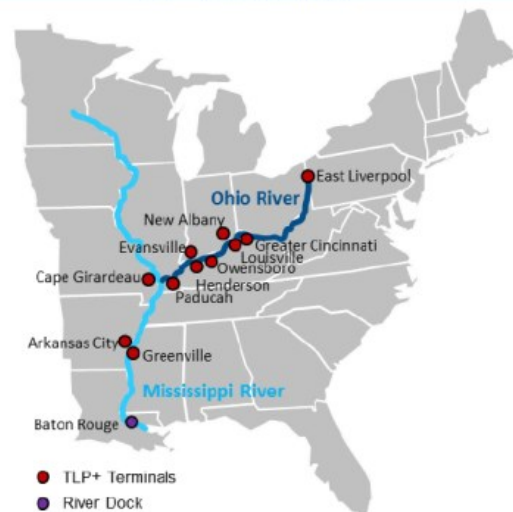 East Liverpool
Ohio River
New Albany
Evansville
Greater Cincinnati
Louisville
Owensboro
Cape Girardeau
Henderson
Paducah
Arkansas City
Greenville
Mississippi River
Baton Rouge
TLP+ Terminals
River Dock